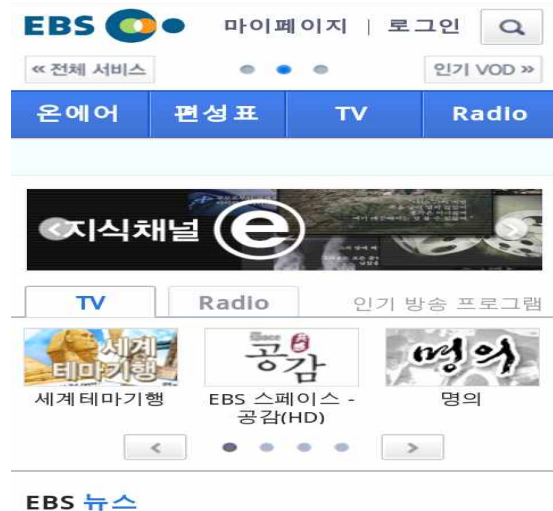 EBS 마이페이지 | 로그인
« 전체 서비스 인기 VOD »
온에어 편성표 TV Radio
지식채널 e
TV Radio 인기 방송 프로그램
세계테마기행 space 공감 명의
세계테마기행 EBS 스페이스 - 공감(HD) 명의
EBS 뉴스